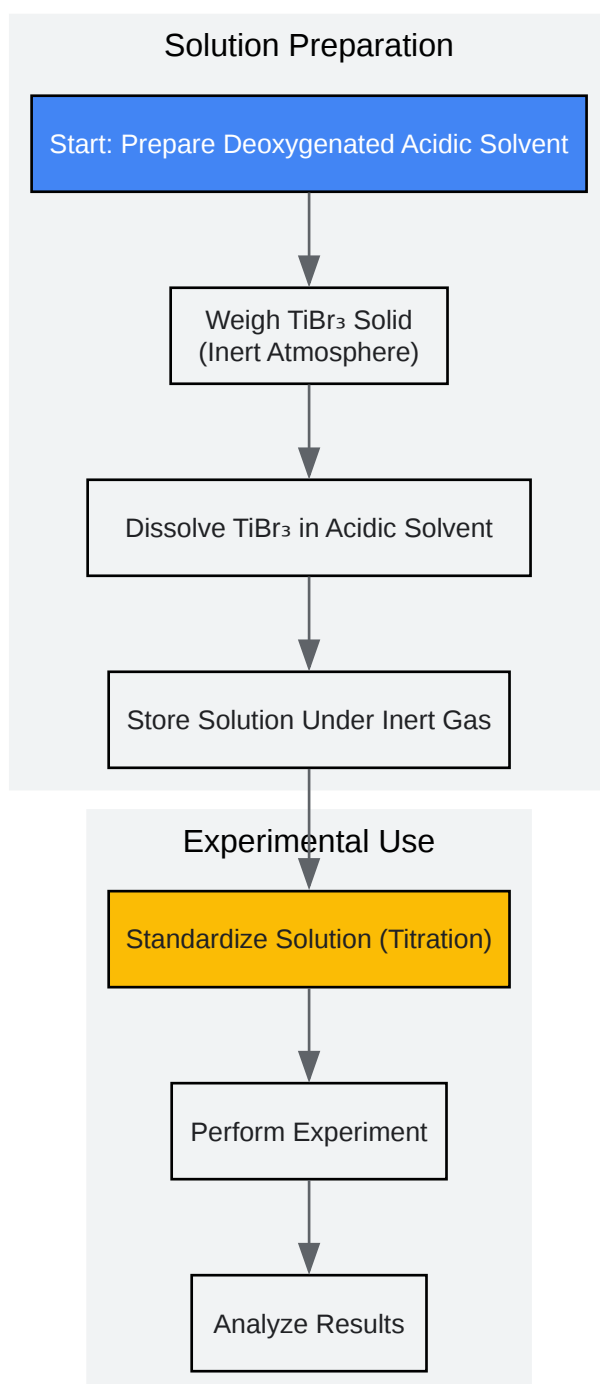 Solution Preparation
Start: Prepare Deoxygenated Acidic Solvent
Weigh TiBr₃ Solid
(Inert Atmosphere)
Dissolve TiBr₃ in Acidic Solvent
Store Solution Under Inert Gas
Experimental Use
Standardize Solution (Titration)
Perform Experiment
Analyze Results